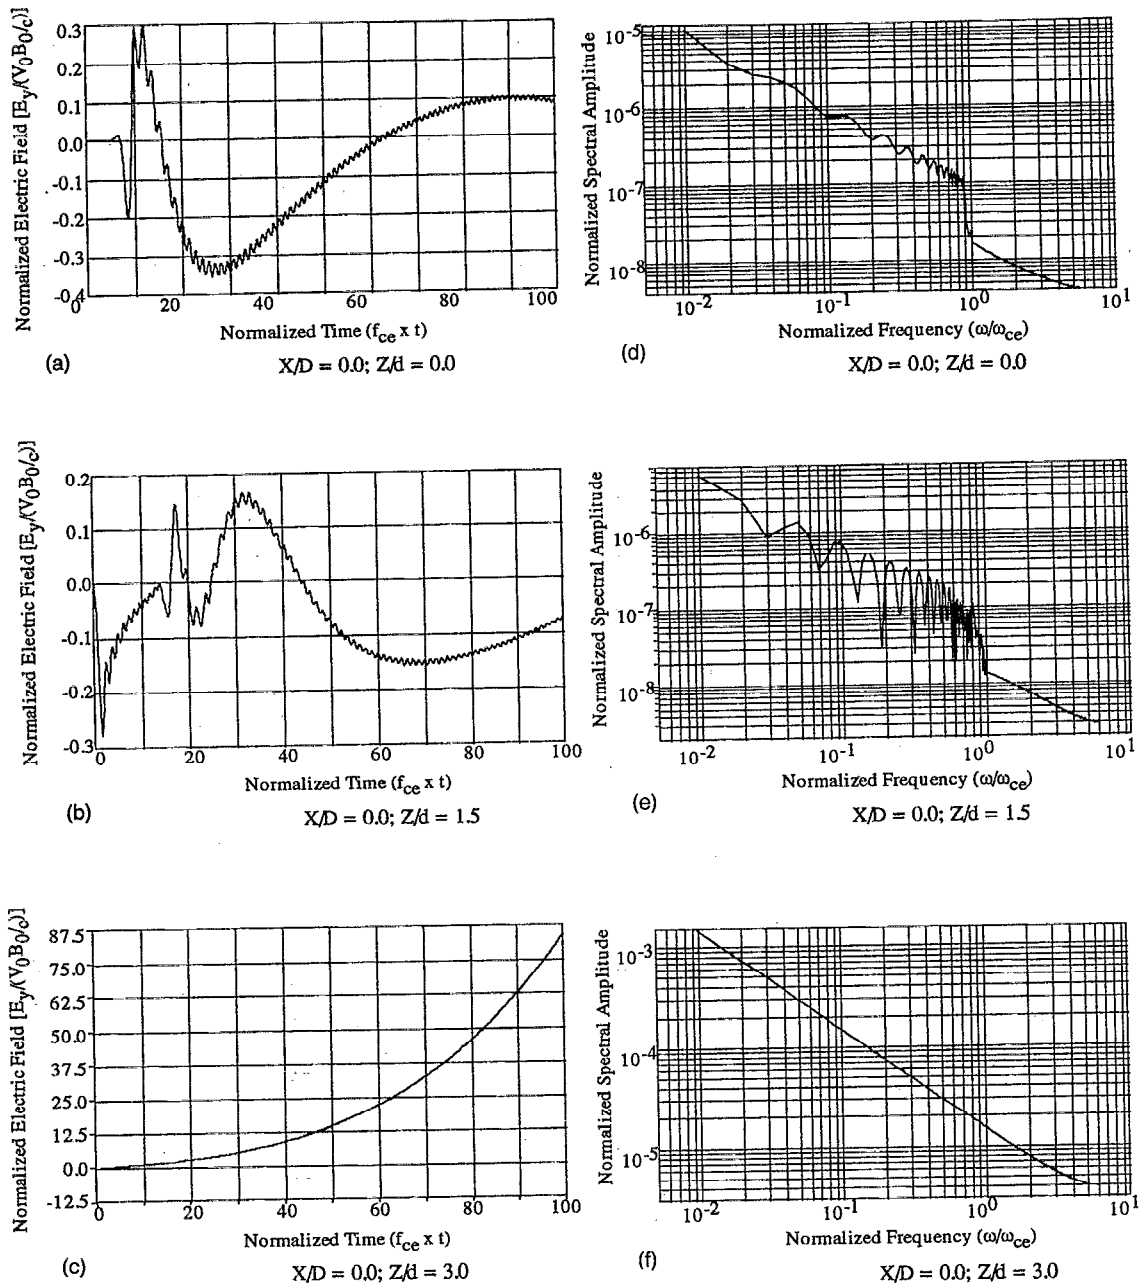 Normalized Electric Field [Ey/(V0B0/c)]
0.3
0.2
0.10
0.0
-0.1
-0.2
-0.3
-0.4
0 20 40 60 80 100
Normalized Time (fce x t)
(a) X/D = 0.0; Z/d = 0.0
Normalized Spectral Amplitude
10-5
10-6
10-7
10-8
10-2 10-1 100 101
Normalized Frequency (ω/ωce)
(d) X/D = 0.0; Z/d = 0.0
Normalized Electric Field [Ey/(V0B0/c)]
0.2
0.1
0.0
-0.1
-0.2
-0.3
0 20 40 60 80 100
Normalized Time (fce x t)
(b) X/D = 0.0; Z/d = 1.5
Normalized Spectral Amplitude
10-6
10-7
10-8
10-2 10-1 100 101
Normalized Frequency (ω/ωce)
(e) X/D = 0.0; Z/d = 1.5
Normalized Electric Field [Ey/(V0B0/c)]
87.5
75.0
62.5
50.0
37.5
25.0
12.5
0.0
-12.5
0 20 40 60 80 100
Normalized Time (fce x t)
(c) X/D = 0.0; Z/d = 3.0
Normalized Spectral Amplitude
10-3
10-4
10-5
10-2 10-1 100 101
Normalized Frequency (ω/ωce)
(f) X/D = 0.0; Z/d = 3.0